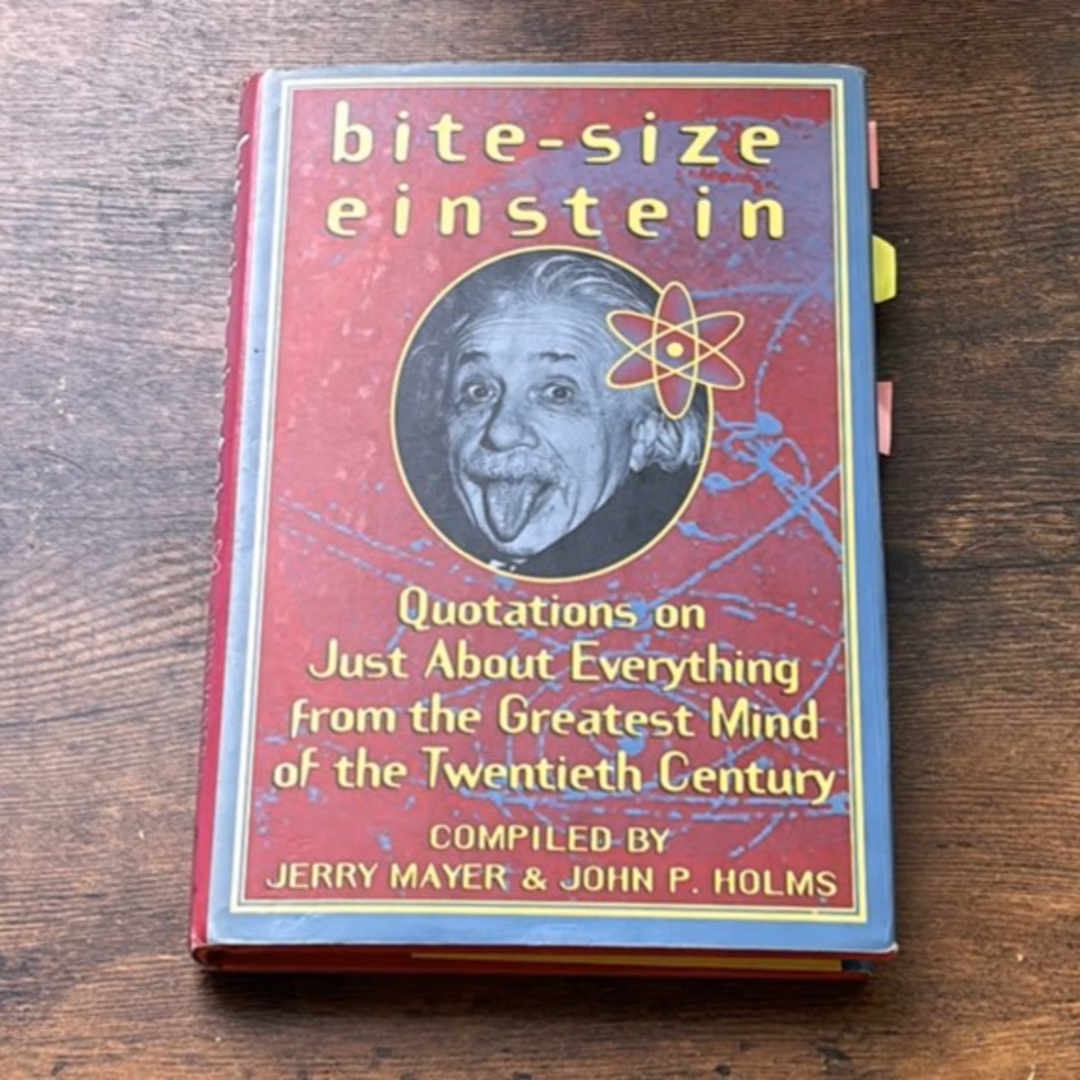 bite-size
einstein
Quotations on
Just About Everything
from the Greatest Mind
of the Twentieth Century
COMPILED BY
JERRY MAYER & JOHN P. HOLMS